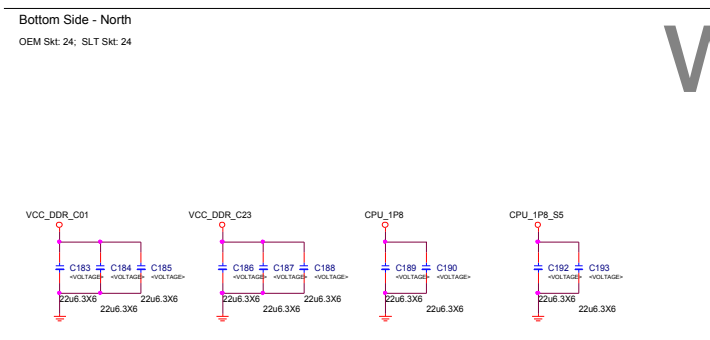 Bottom Side - North
OEM Skt: 24; SLT Skt: 24
V
VCC_DDR_C01 VCC_DDR_C23 CPU_1P8 CPU_1P8_S5
C183 C184 C185 C186 C187 C188 C189 C190 C192 C193
<VOLTAGE> <VOLTAGE> <VOLTAGE> <VOLTAGE> <VOLTAGE> <VOLTAGE> <VOLTAGE> <VOLTAGE> <VOLTAGE> <VOLTAGE>
22u6.3X6 22u6.3X6 22u6.3X6 22u6.3X6 22u6.3X6 22u6.3X6
22u6.3X6 22u6.3X6 22u6.3X6 22u6.3X6